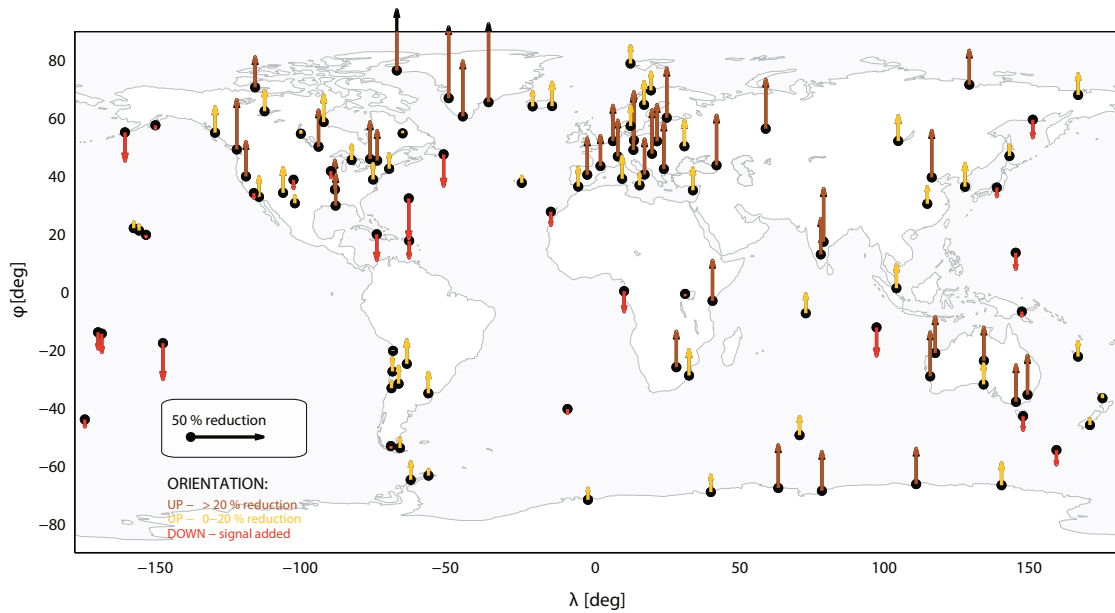 80
60
40
20
0
−20
−40
−60
−80
φ[deg]
50 % reduction
ORIENTATION:
UP − > 20 % reduction
UP − 0−20 % reduction
DOWN − signal added
−150
−100
−50
0
50
100
150
λ [deg]